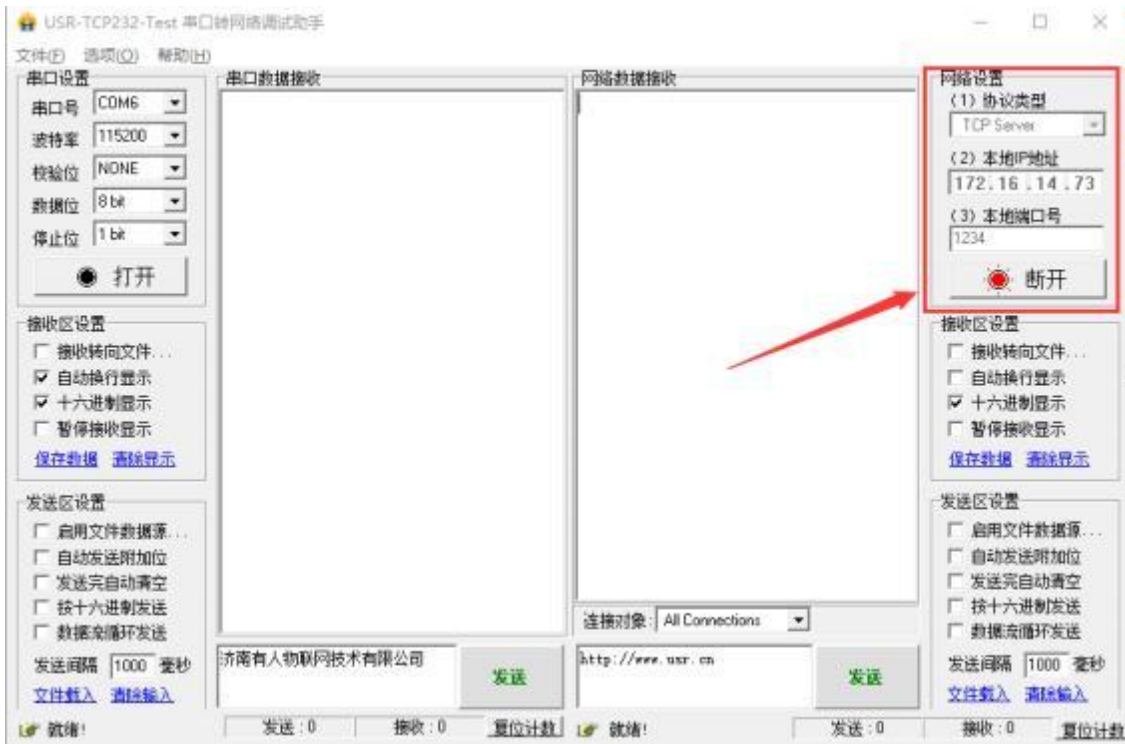 USR-TCP232-Test 串口转网络调试助手
文件(F) 选项(O) 帮助(H)
串口设置
串口号 COM6
波特率 115200
校验位 NONE
数据位 8 bit
停止位 1 bit
打开
接收区设置
接收转向文件...
自动换行显示
十六进制显示
暂停接收显示
保存数据 清除显示
发送区设置
启用文件数据源...
自动发送附加位
发送完自动清空
按十六进制发送
数据流循环发送
发送间隔 1000 毫秒
文件载入 清除输入
串口数据接收
济南有人物联网技术有限公司
发送
网络数据接收
连接对象: All Connections
http://www.usr.cn
发送
网络设置
(1) 协议类型
TCP Server
(2) 本地IP地址
172.16.14.73
(3) 本地端口号
1234
断开
接收区设置
接收转向文件...
自动换行显示
十六进制显示
暂停接收显示
保存数据 清除显示
发送区设置
启用文件数据源...
自动发送附加位
发送完自动清空
按十六进制发送
数据流循环发送
发送间隔 1000 毫秒
文件载入 清除输入
就绪! 发送:0 接收:0 复位计数
就绪! 发送:0 接收:0 复位计数